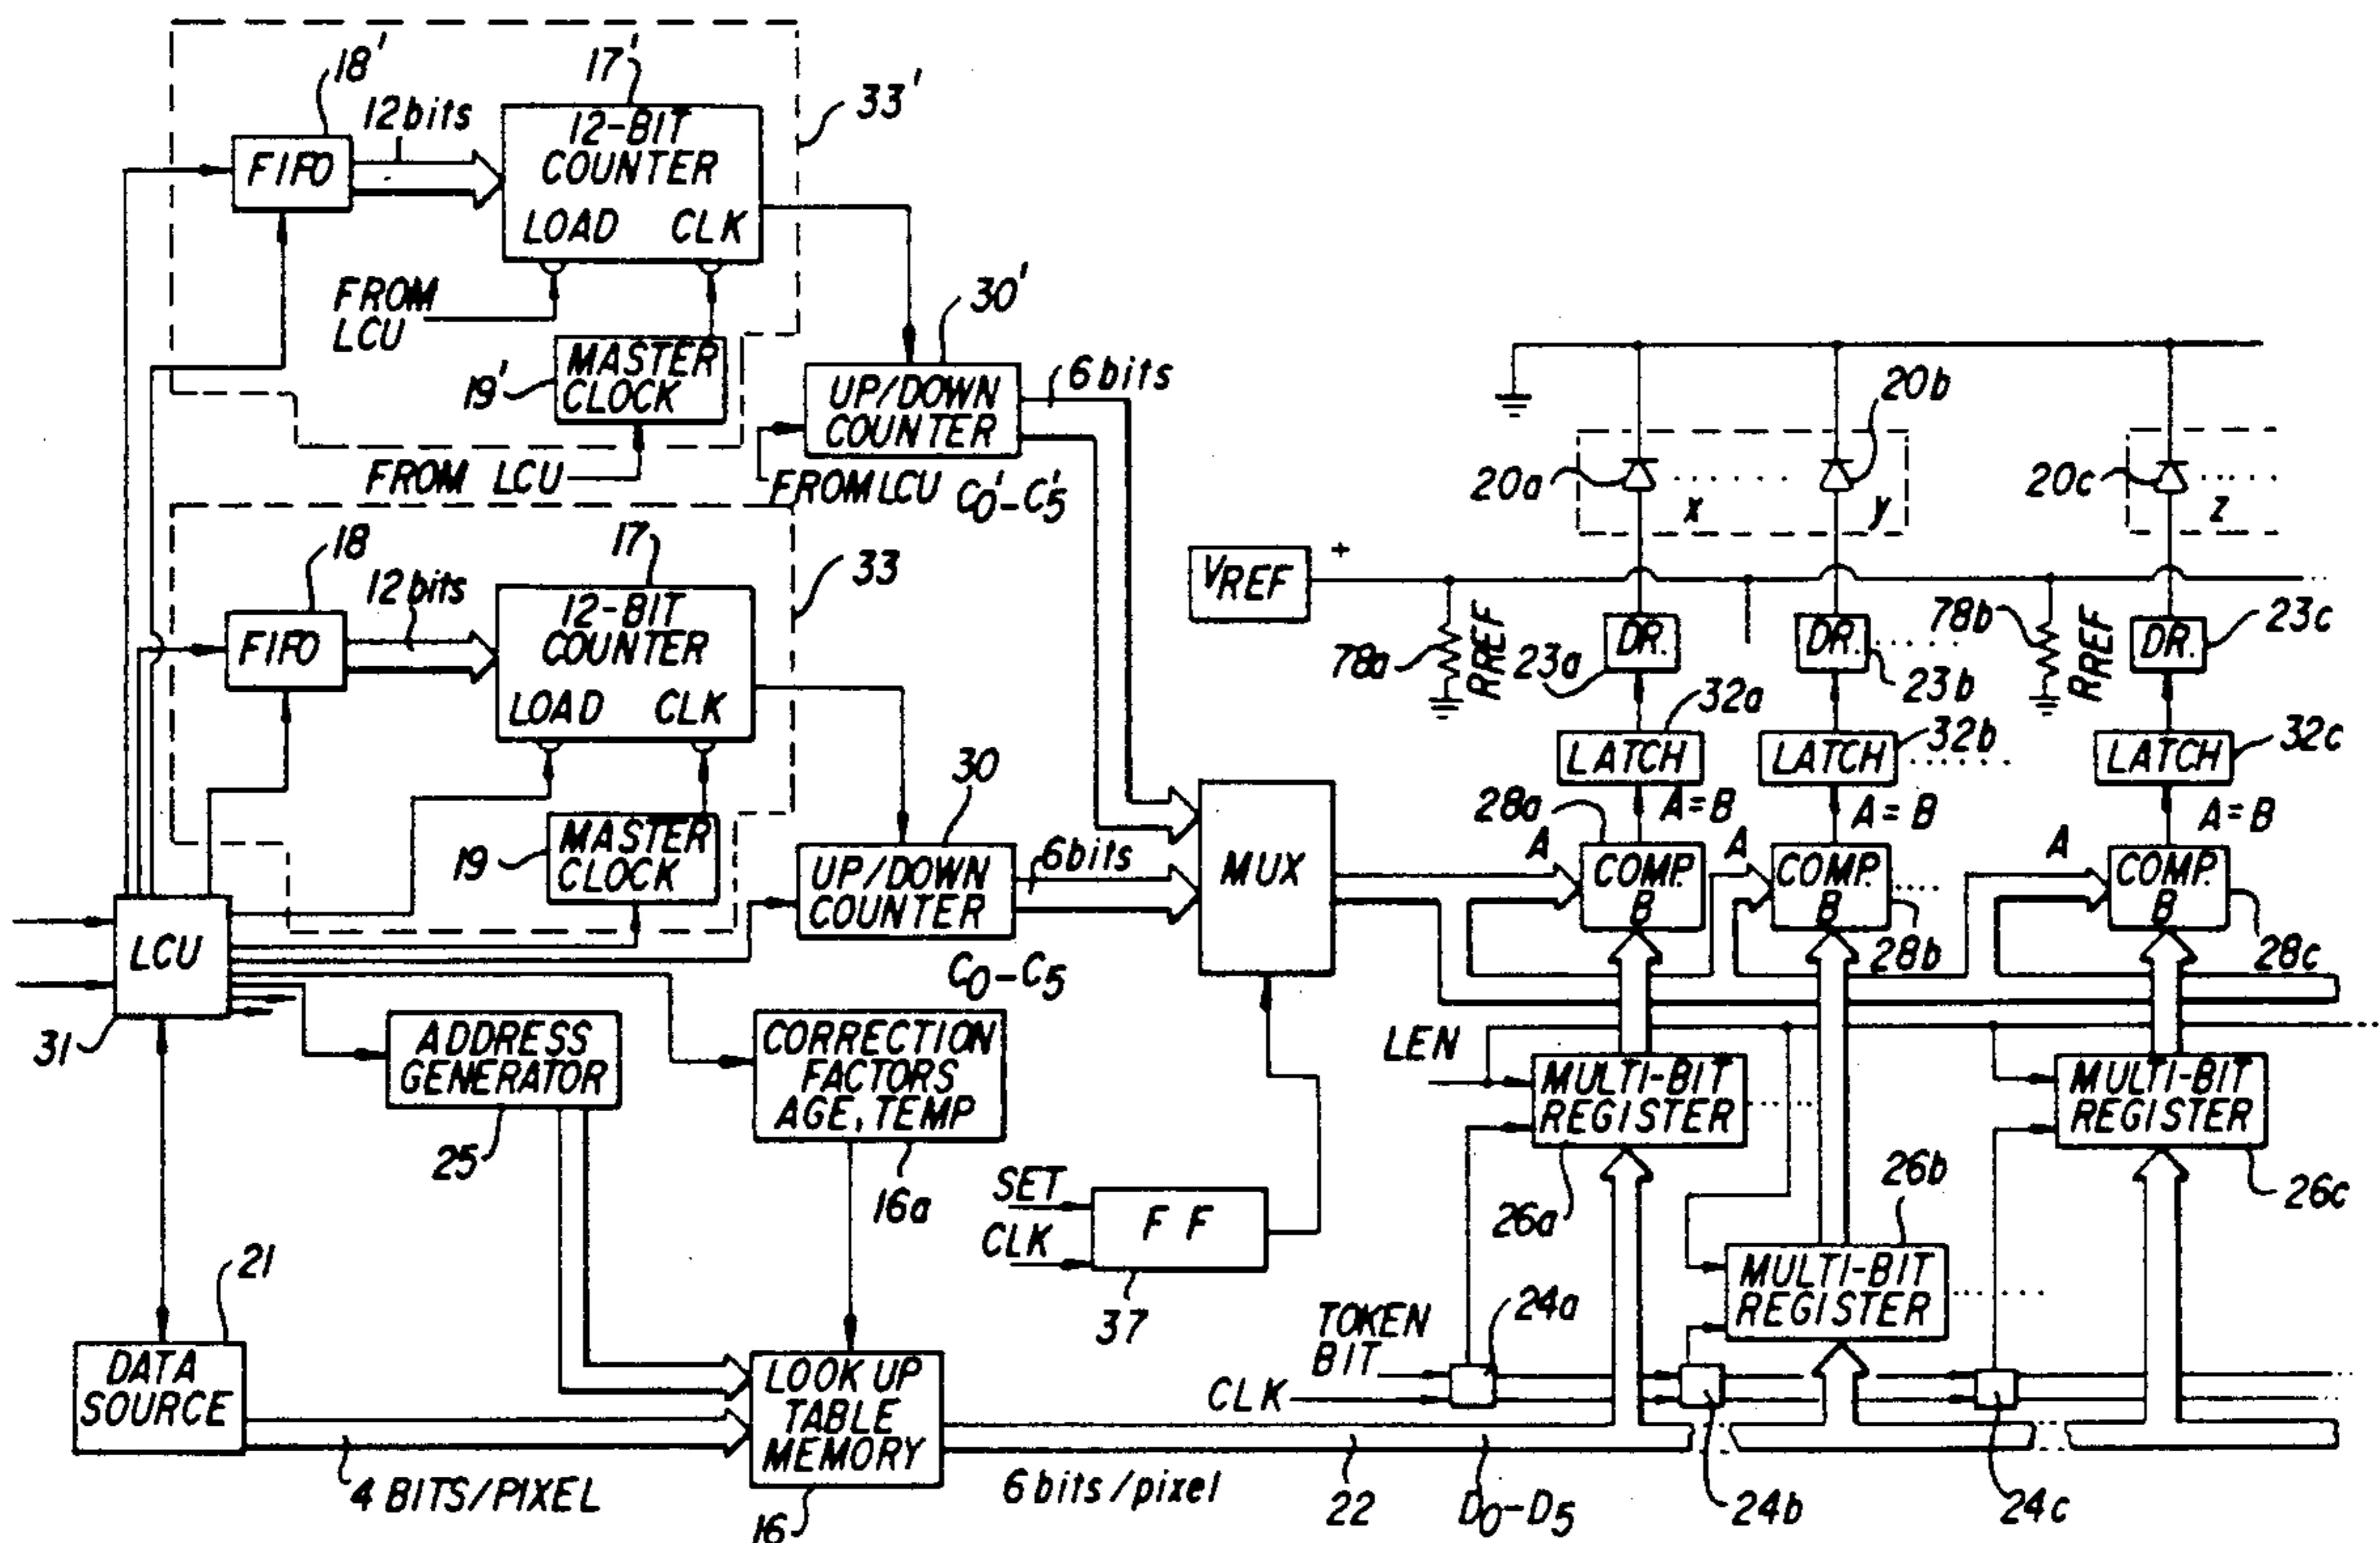 18'
17'
33'
12bits
12-BIT
COUNTER
FIFO
LOAD CLK
FROM
LCU
30'
MASTER
CLOCK
19'
UP/DOWN
COUNTER
6bits
FROM LCU
FROM LCU
C0'-C5'
20a
20b
20c
x
y
z
VREF
+
78a
RREF
78b
RREF
DR.
DR.
DR.
23a
23b
23c
18
17
33
12bits
12-BIT
COUNTER
FIFO
LOAD CLK
32a
32b
32c
LATCH
LATCH
LATCH
A=B
A=B
A=B
30
MASTER
CLOCK
19
UP/DOWN
COUNTER
6bits
C0-C5
MUX
28a
28b
28c
A
A
A
COMP.
B
COMP.
B
COMP.
B
LCU
31
ADDRESS
GENERATOR
25
CORRECTION
FACTORS
AGE, TEMP
16a
LEN
MULTI-BIT
REGISTER
26a
MULTI-BIT
REGISTER
26b
MULTI-BIT
REGISTER
26c
SET
CLK
F F
37
21
DATA
SOURCE
4 BITS/PIXEL
LOOK UP
TABLE
MEMORY
16
6 bits/pixel
22
D0-D5
TOKEN
BIT
CLK
24a
24b
24c